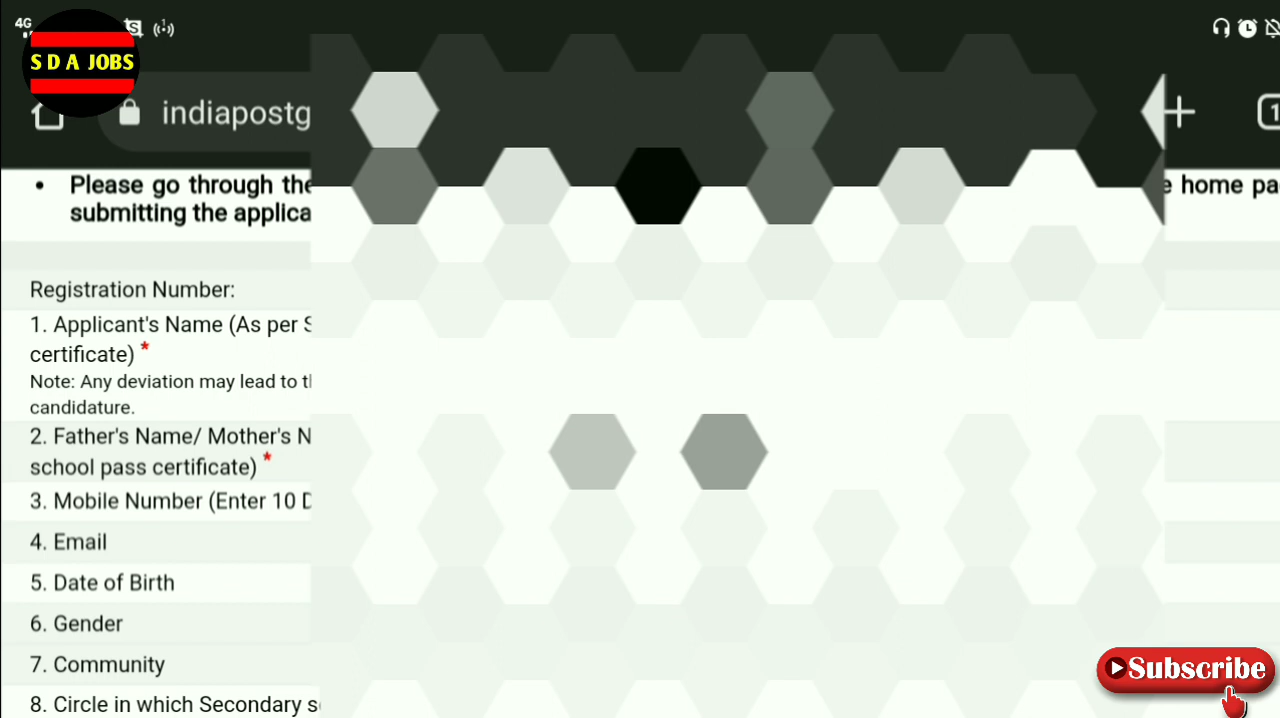 4G
S D A JOBS
indiapostg
1
Please go through the
home pa
submitting the applica
Registration Number:
1. Applicant's Name (As per S
certificate) *
Note: Any deviation may lead to th
candidature.
2. Father's Name/ Mother's N
school pass certificate) *
3. Mobile Number (Enter 10 D
4. Email
5. Date of Birth
6. Gender
7. Community
8. Circle in which Secondary s
Subscribe